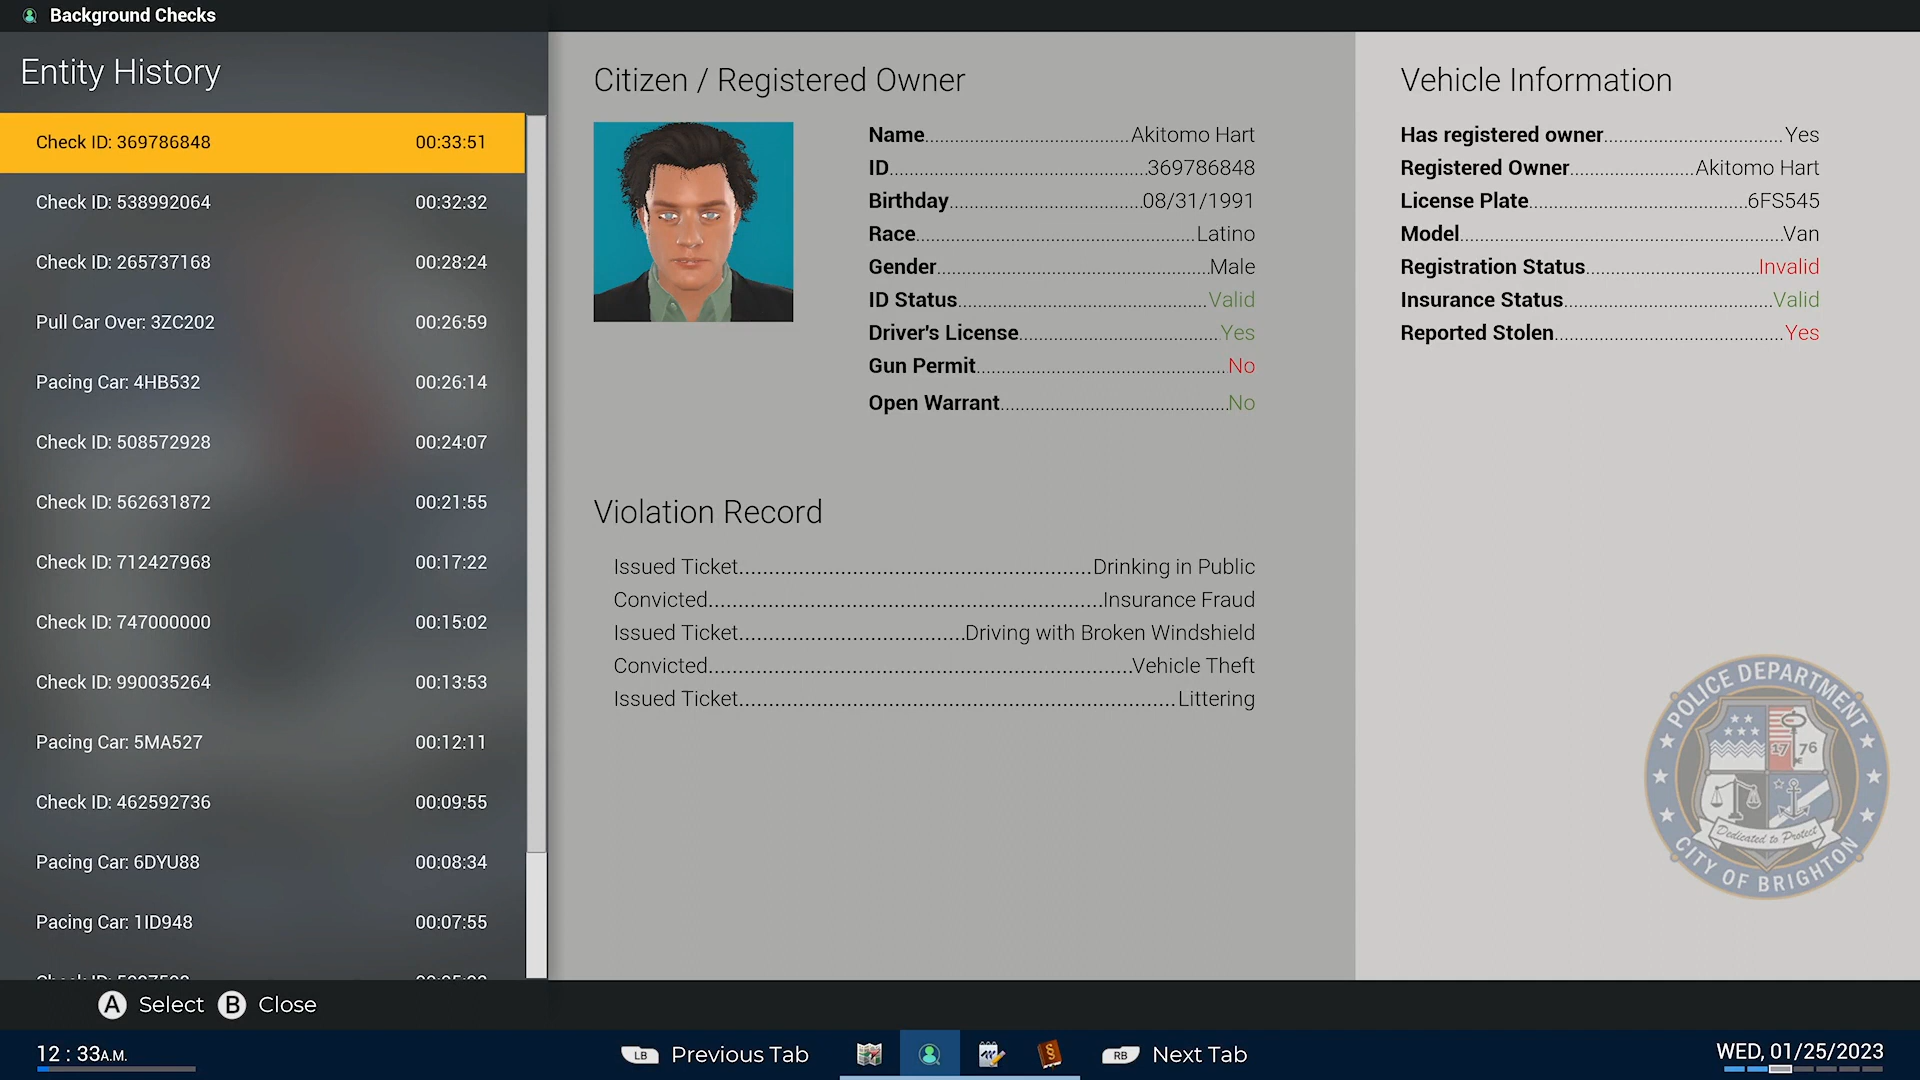 Background Checks
Entity History
Check ID: 369786848 00:33:51
Check ID: 538992064 00:32:32
Check ID: 265737168 00:28:24
Pull Car Over: 3ZC202 00:26:59
Pacing Car: 4HB532 00:26:14
Check ID: 508572928 00:24:07
Check ID: 562631872 00:21:55
Check ID: 712427968 00:17:22
Check ID: 747000000 00:15:02
Check ID: 990035264 00:13:53
Pacing Car: 5MA527 00:12:11
Check ID: 462592736 00:09:55
Pacing Car: 6DYU88 00:08:34
Pacing Car: 1ID948 00:07:55
Check ID:
Citizen / Registered Owner
Name Akitomo Hart
ID 369786848
Birthday 08/31/1991
Race Latino
Gender Male
ID Status Valid
Driver's License Yes
Gun Permit No
Open Warrant No
Violation Record
Issued Ticket Drinking in Public
Convicted Insurance Fraud
Issued Ticket Driving with Broken Windshield
Convicted Vehicle Theft
Issued Ticket Littering
Vehicle Information
Has registered owner Yes
Registered Owner Akitomo Hart
License Plate 6FS545
Model Van
Registration Status Invalid
Insurance Status Valid
Reported Stolen Yes
POLICE DEPARTMENT
17 76
Dedicated to Protect
CITY OF BRIGHTON
A Select B Close
12 : 33 A.M.
LB Previous Tab
§
RB Next Tab
WED, 01/25/2023